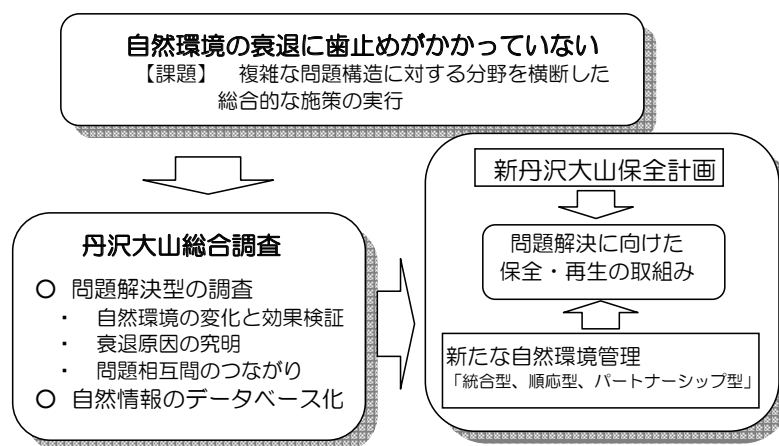 自然環境の衰退に歯止めがかかっていない
【課題】　複雑な問題構造に対する分野を横断した
総合的な施策の実行
丹沢大山総合調査
○　問題解決型の調査
・　自然環境の変化と効果検証
・　衰退原因の究明
・　問題相互間のつながり
○　自然情報のデータベース化
新丹沢大山保全計画
問題解決に向けた
保全・再生の取組み
新たな自然環境管理
「統合型、順応型、パートナーシップ型」